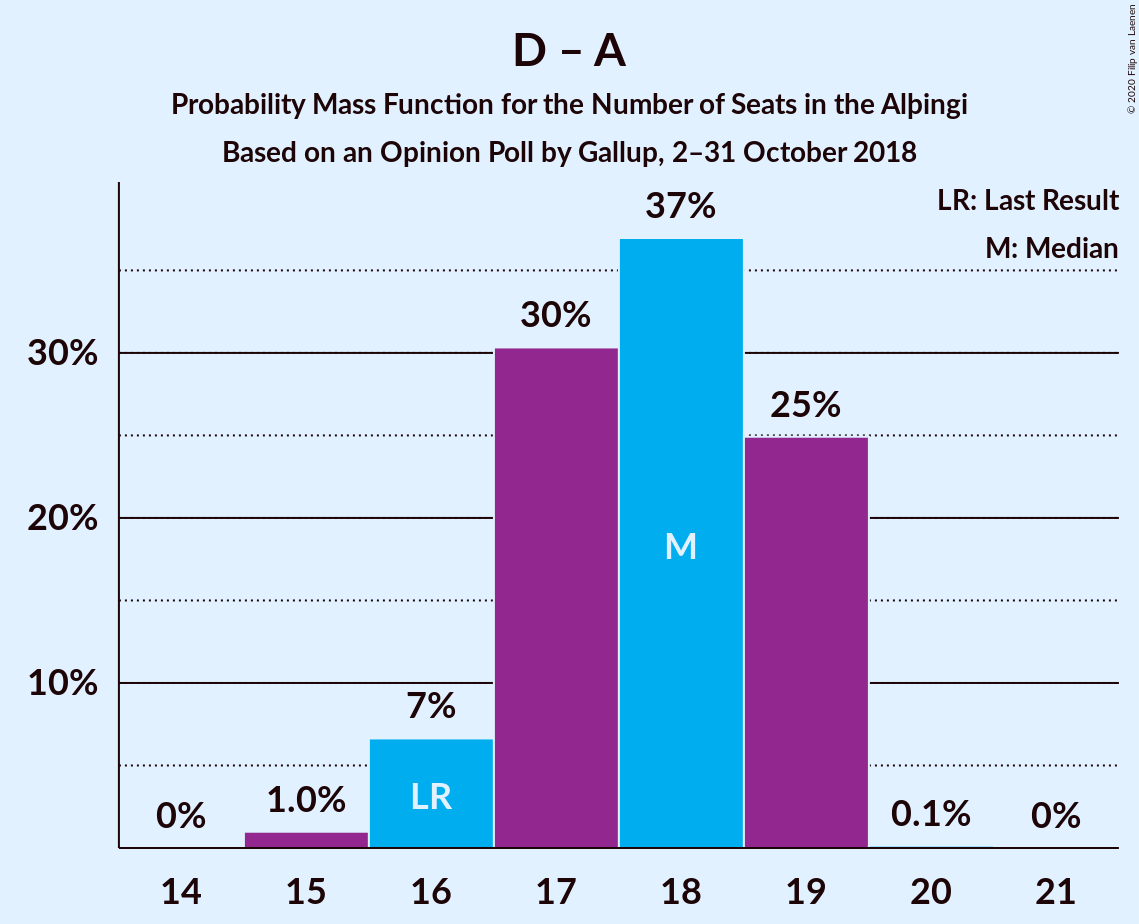 D – A
Probability Mass Function for the Number of Seats in the Alþingi
Based on an Opinion Poll by Gallup, 2–31 October 2018
© 2020 Filip van Laenen
LR: Last Result
M: Median
30%
20%
10%
0%
1.0%
7%
30%
37%
25%
0.1%
0%
LR
M
14 15 16 17 18 19 20 21